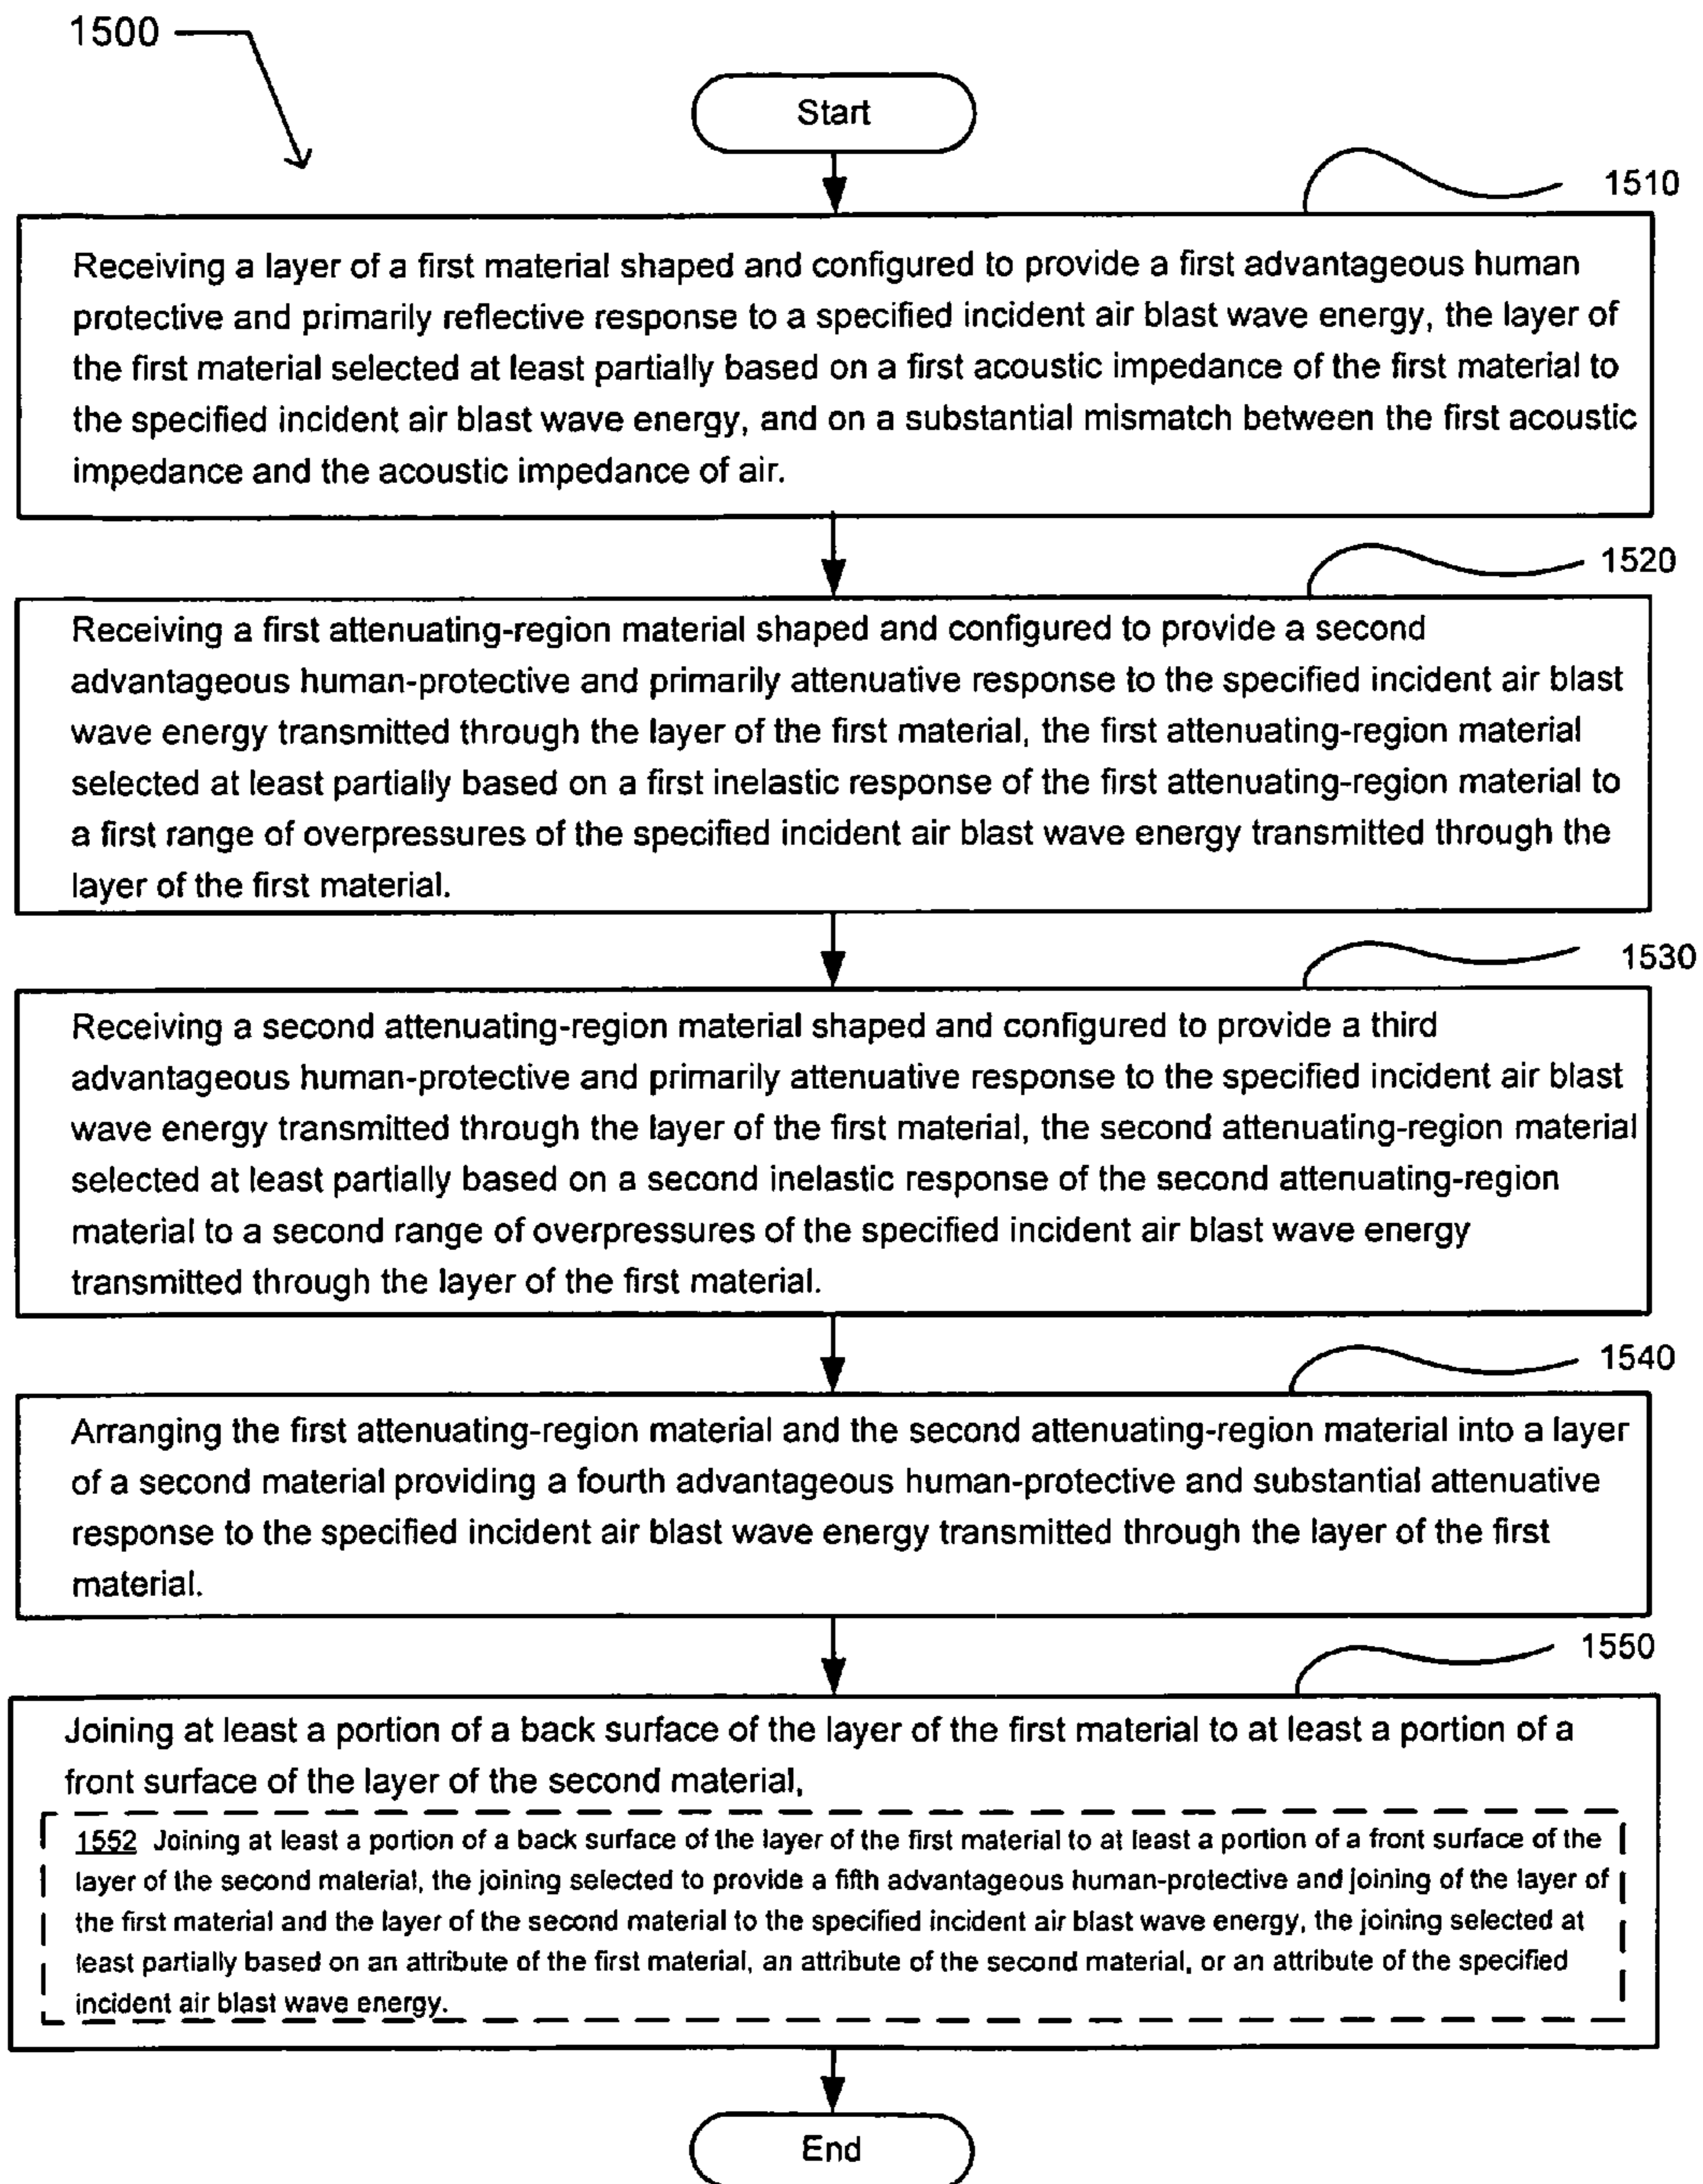 1500
Start
1510
Receiving a layer of a first material shaped and configured to provide a first advantageous human
protective and primarily reflective response to a specified incident air blast wave energy, the layer of
the first material selected at least partially based on a first acoustic impedance of the first material to
the specified incident air blast wave energy, and on a substantial mismatch between the first acoustic
impedance and the acoustic impedance of air.
1520
Receiving a first attenuating-region material shaped and configured to provide a second
advantageous human-protective and primarily attenuative response to the specified incident air blast
wave energy transmitted through the layer of the first material, the first attenuating-region material
selected at least partially based on a first inelastic response of the first attenuating-region material to
a first range of overpressures of the specified incident air blast wave energy transmitted through the
layer of the first material.
1530
Receiving a second attenuating-region material shaped and configured to provide a third
advantageous human-protective and primarily attenuative response to the specified incident air blast
wave energy transmitted through the layer of the first material, the second attenuating-region material
selected at least partially based on a second inelastic response of the second attenuating-region
material to a second range of overpressures of the specified incident air blast wave energy
transmitted through the layer of the first material.
1540
Arranging the first attenuating-region material and the second attenuating-region material into a layer
of a second material providing a fourth advantageous human-protective and substantial attenuative
response to the specified incident air blast wave energy transmitted through the layer of the first
material.
1550
Joining at least a portion of a back surface of the layer of the first material to at least a portion of a
front surface of the layer of the second material,
1552 Joining at least a portion of a back surface of the layer of the first material to at least a portion of a front surface of the
layer of the second material, the joining selected to provide a fifth advantageous human-protective and joining of the layer of
the first material and the layer of the second material to the specified incident air blast wave energy, the joining selected at
least partially based on an attribute of the first material, an attribute of the second material, or an attribute of the specified
incident air blast wave energy.
End